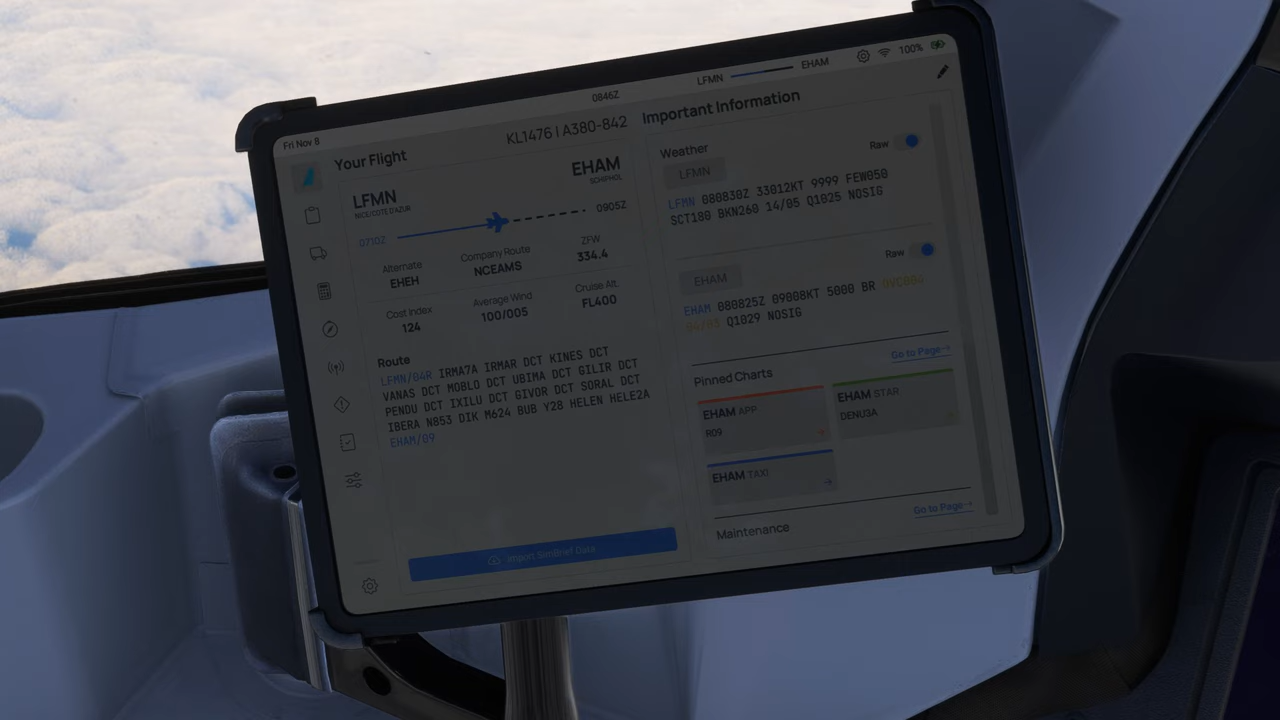 Fri Nov 8
0846Z
LFMN EHAM
100%
Your Flight
KL1476 | A380-842
LFMN
NICE/COTE D'AZUR
EHAM
SCHIPHOL
0710Z
0905Z
Alternate
EHEH
Company Route
NCEAMS
ZFW
334.4
Cost Index
124
Average Wind
100/005
Cruise Alt.
FL400
Route
LFMN/04R IRMA7A IRMAR DCT KINES DCT
VANAS DCT MOBLO DCT UBIMA DCT GILIR DCT
PENDU DCT IXILU DCT GIVOR DCT SORAL DCT
IBERA N853 DIK M624 BUB Y28 HELEN HELE2A
EHAM/09
Import SimBrief Data
Important Information
Weather
Raw
LFMN
LFMN 080830Z 33012KT 9999 FEW050
SCT180 BKN260 14/05 Q1025 NOSIG
Raw
EHAM
EHAM 080825Z 09008KT 5000 BR
Q1029 NOSIG
Go to Page
Pinned Charts
EHAM APP
R09
EHAM STAR
DENU3A
EHAM TAXI
Go to Page
Maintenance